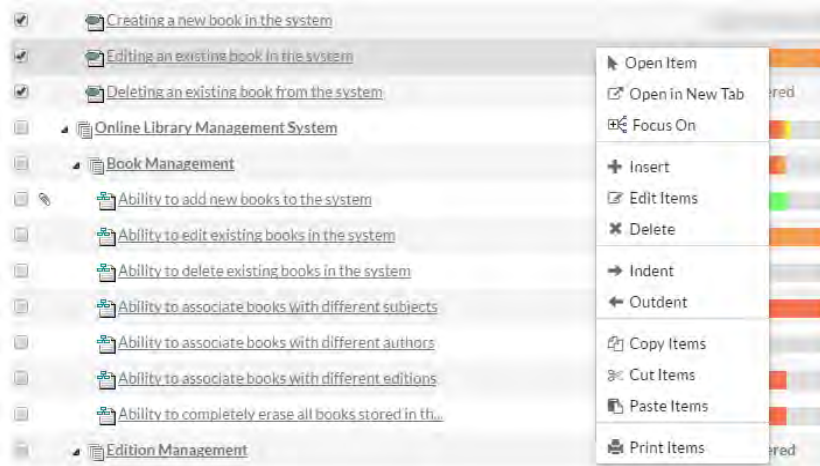 Creating a new book in the system
Editing an existing book in the system
Deleting an existing book from the system
Online Library Management System
Book Management
Ability to add new books to the system
Ability to edit existing books in the system
Ability to delete existing books in the system
Ability to associate books with different subjects
Ability to associate books with different authors
Ability to associate books with different editions
Ability to completely erase all books stored in th...
Edition Management
Open Item
Open in New Tab
Focus On
Insert
Edit Items
Delete
Indent
Outdent
Copy Items
Cut Items
Paste Items
Print Items
ered
ered